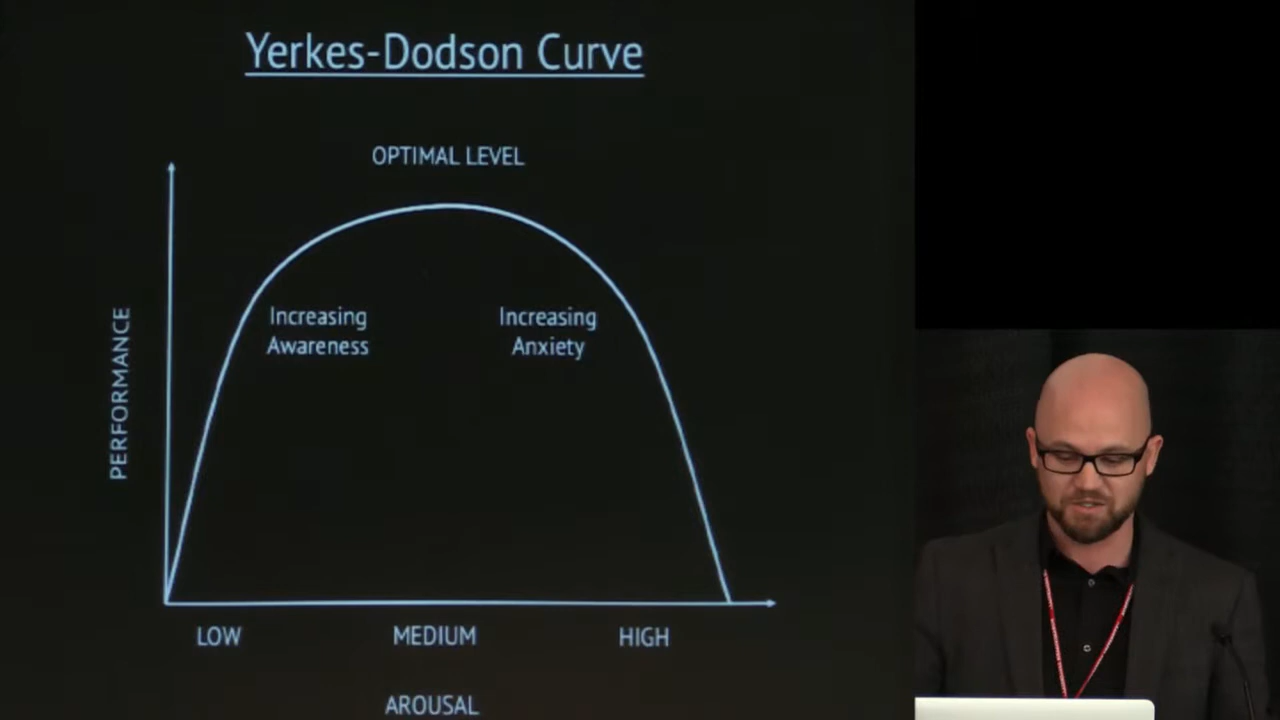 Yerkes-Dodson Curve
OPTIMAL LEVEL
Increasing
Awareness
Increasing
Anxiety
PERFORMANCE
LOW
MEDIUM
HIGH
AROUSAL